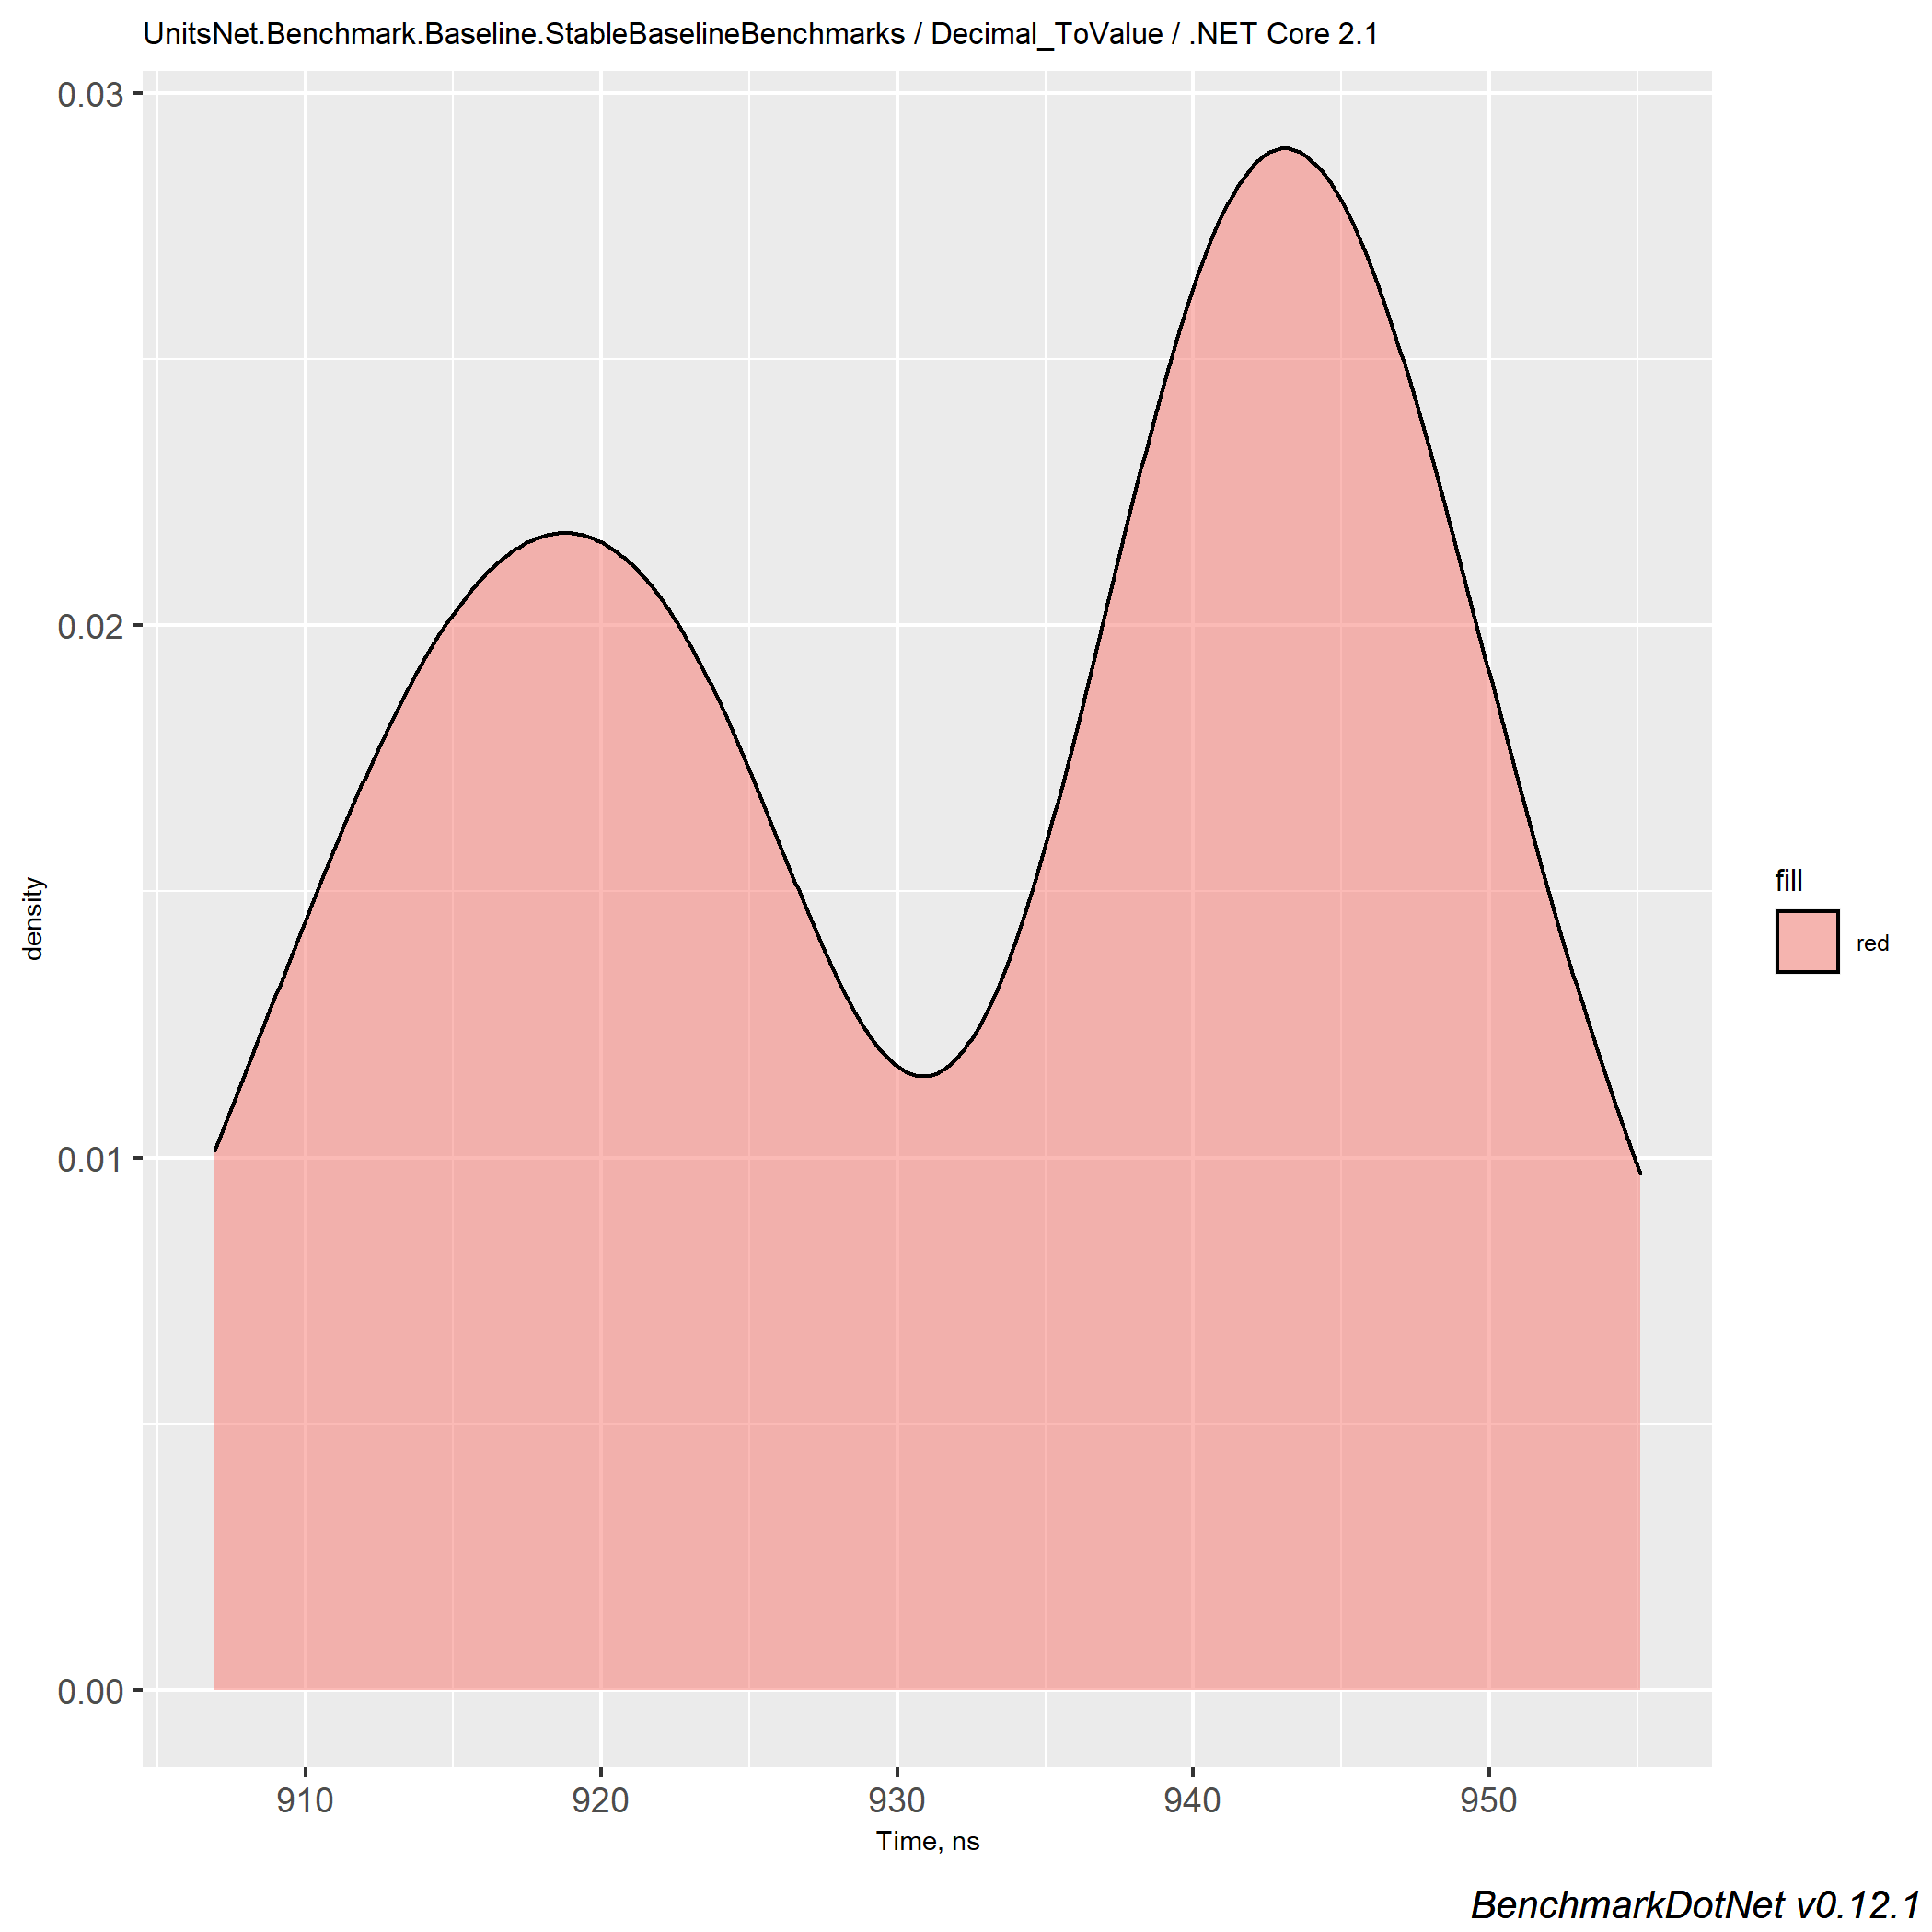 UnitsNet.Benchmark.Baseline.StableBaselineBenchmarks / Decimal_ToValue / .NET Core 2.1
0.03
0.02
0.01
0.00
density
910 920 930 940 950
Time, ns
fill
red
BenchmarkDotNet v0.12.1